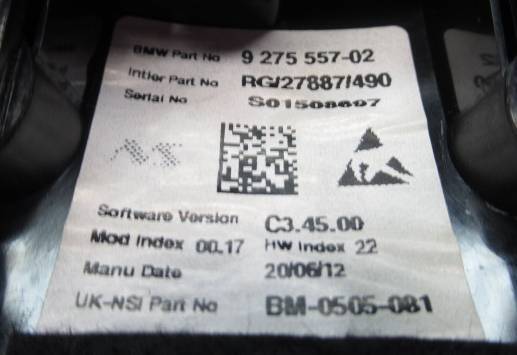 BMW Part No 9 275 557-02
Intier Part No RG/27887/490
Serial No S01508697
Software Version C3.45.00
Mod Index 00.17 HW Index 22
Manu Date 20/06/12
UK-NSI Part No BM-0505-081